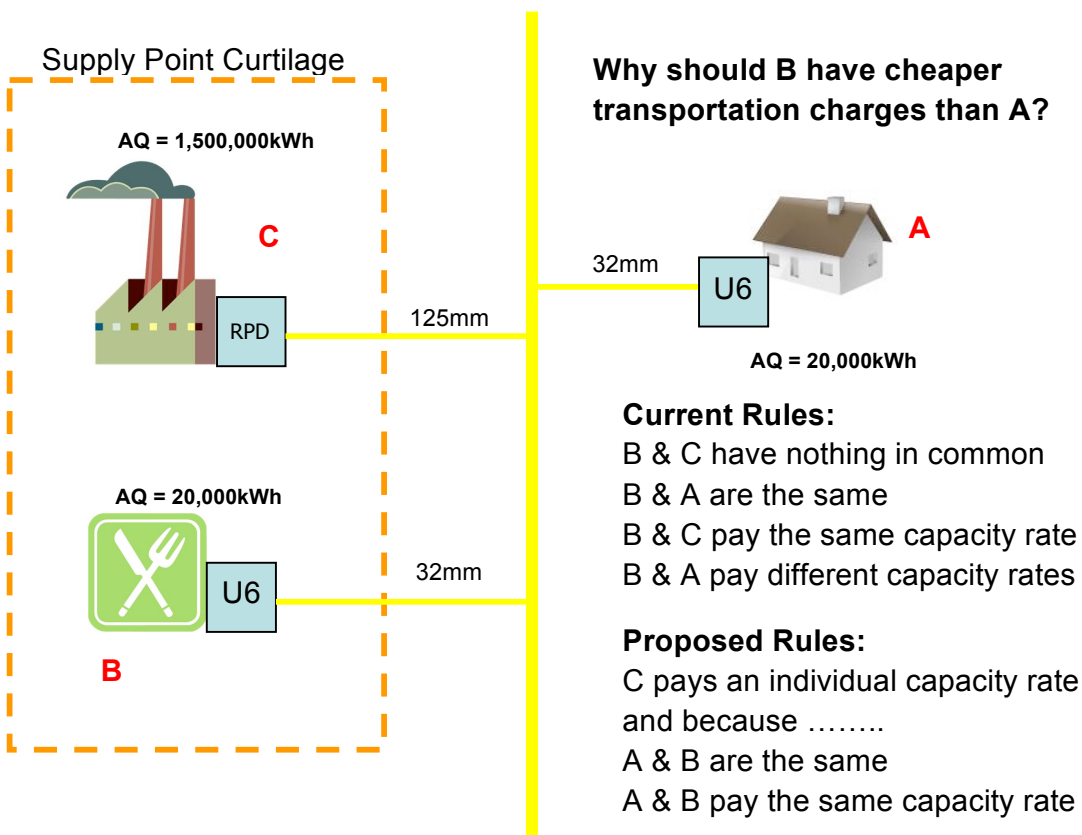 Supply Point Curtilage
AQ = 1,500,000kWh
C
RPD
125mm
AQ = 20,000kWh
U6
32mm
B
Why should B have cheaper
transportation charges than A?
A
32mm
U6
AQ = 20,000kWh
Current Rules:
B & C have nothing in common
B & A are the same
B & C pay the same capacity rate
B & A pay different capacity rates
Proposed Rules:
C pays an individual capacity rate
and because ........
A & B are the same
A & B pay the same capacity rate